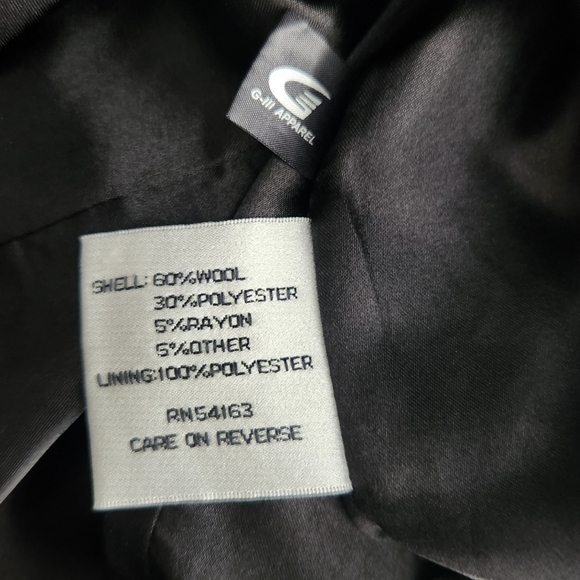 G-III APPAREL
SHELL: 60%WOOL
30%POLYESTER
5%RAYON
5%OTHER
LINING:100%POLYESTER
RN54163
CARE ON REVERSE